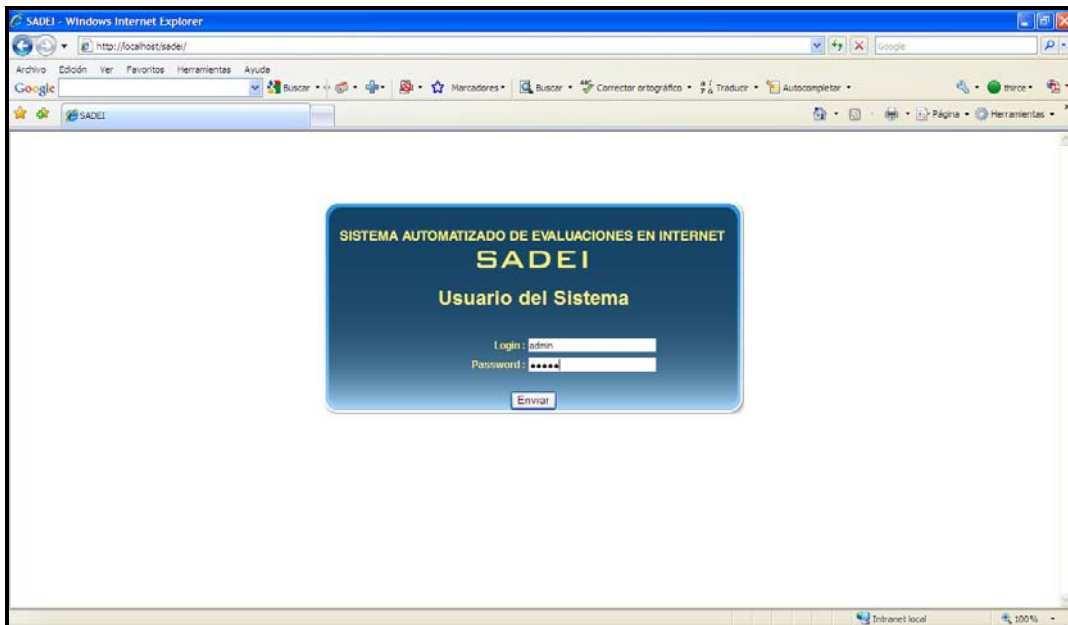 SADEI - Windows Internet Explorer
http://localhost/sadei/
Google
Archivo Edición Ver Favoritos Herramientas Ayuda
Google Buscar Marcadores Buscar Corrector ortográfico Traducir Autocompletar thirce
SADEI Página Herramientas
SISTEMA AUTOMATIZADO DE EVALUACIONES EN INTERNET
SADEI
Usuario del Sistema
Login : admin
Password : •••••
Enviar
Intranet local 100%